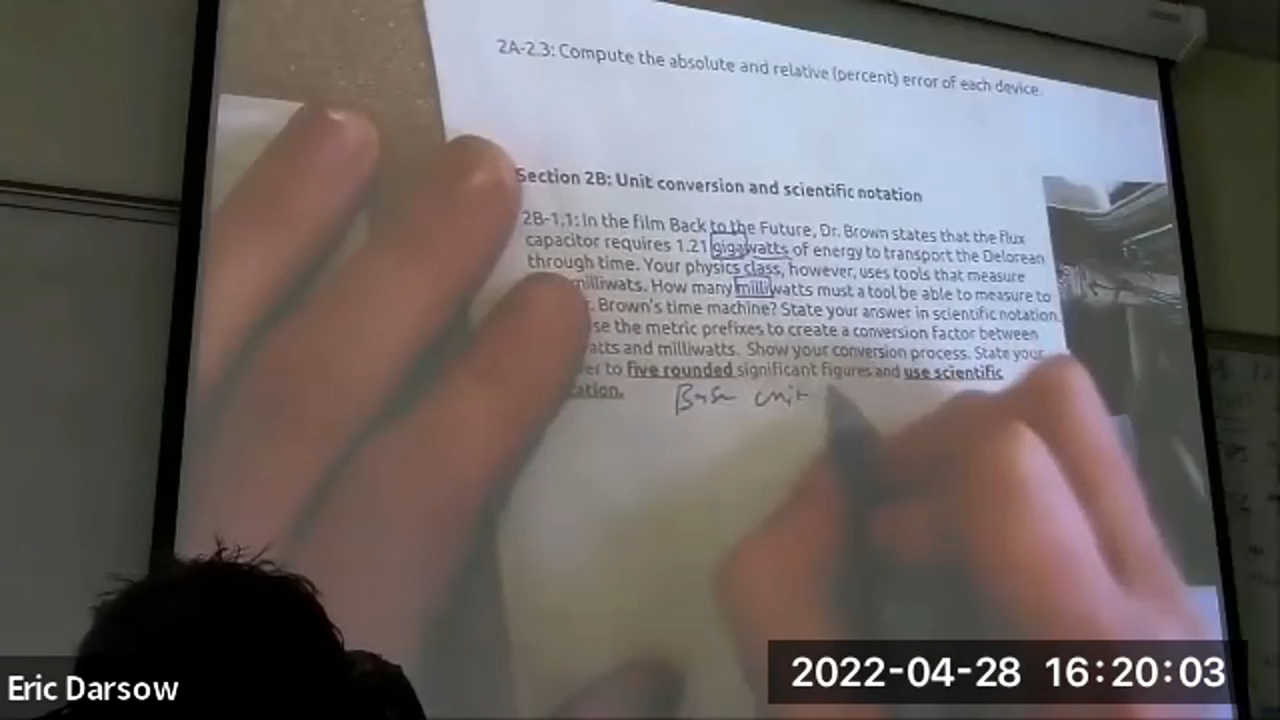 2A-2.3: Compute the absolute and relative (percent) error of each device.
Section 2B: Unit conversion and scientific notation
2B-1.1: In the film Back to the Future, Dr. Brown states that the flux
capacitor requires 1.21 gigawatts of energy to transport the Delorean
through time. Your physics class, however, uses tools that measure
milliwats. How many milliwatts must a tool be able to measure to
. Brown's time machine? State your answer in scientific notation.
se the metric prefixes to create a conversion factor between
atts and milliwatts. Show your conversion process. State your
er to five rounded significant figures and use scientific
ation.
Base unit
Eric Darsow
2022-04-28 16:20:03